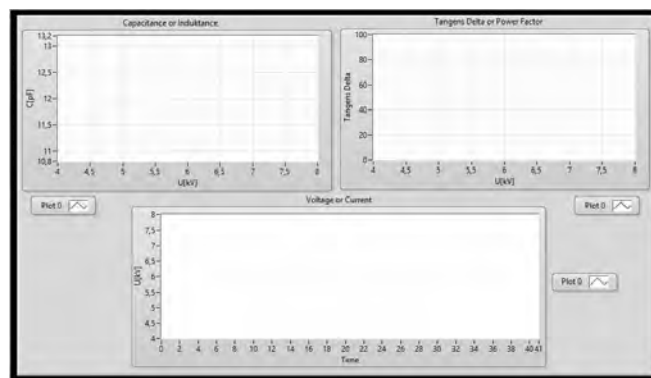 Capacitance or induktance
13,2
13
12,5
12
11,5
11
10,8
C[pF]
4 4,5 5 5,5 6 6,5 7 7,5 8
U[kV]
Tangens Delta or Power Factor
100
80
60
40
20
0
Tangens Delta
4 4,5 5 5,5 6 6,5 7 7,5 8
U[kV]
Plot 0
Plot 0
Voltage or Current
8
7,5
7
6,5
6
5,5
5
4,5
4
U[kV]
0 2 4 6 8 10 12 14 16 18 20 22 24 26 28 30 32 34 36 38 40 41
Time
Plot 0